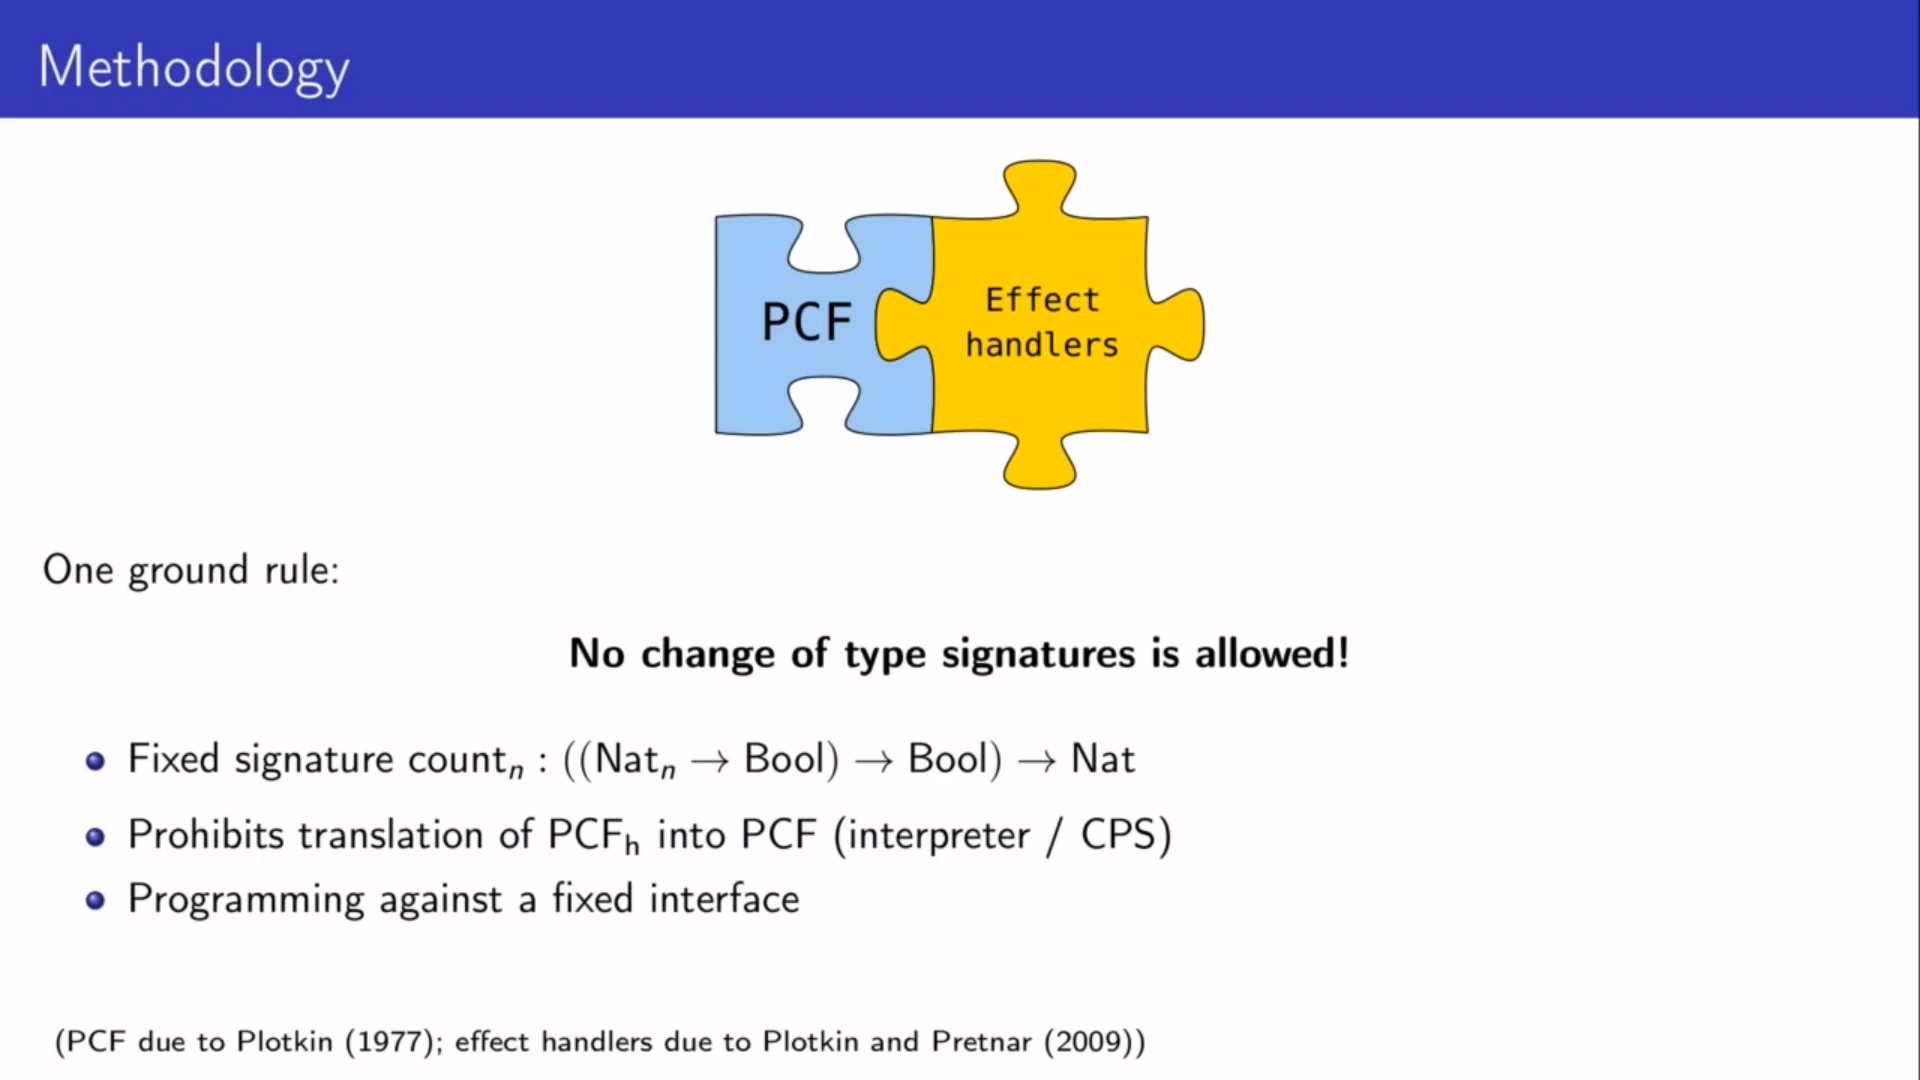 Methodology
PCF
Effect
handlers
One ground rule:
No change of type signatures is allowed!
Fixed signature countₙ : ((Natₙ → Bool) → Bool) → Nat
Prohibits translation of PCFₕ into PCF (interpreter / CPS)
Programming against a fixed interface
(PCF due to Plotkin (1977); effect handlers due to Plotkin and Pretnar (2009))